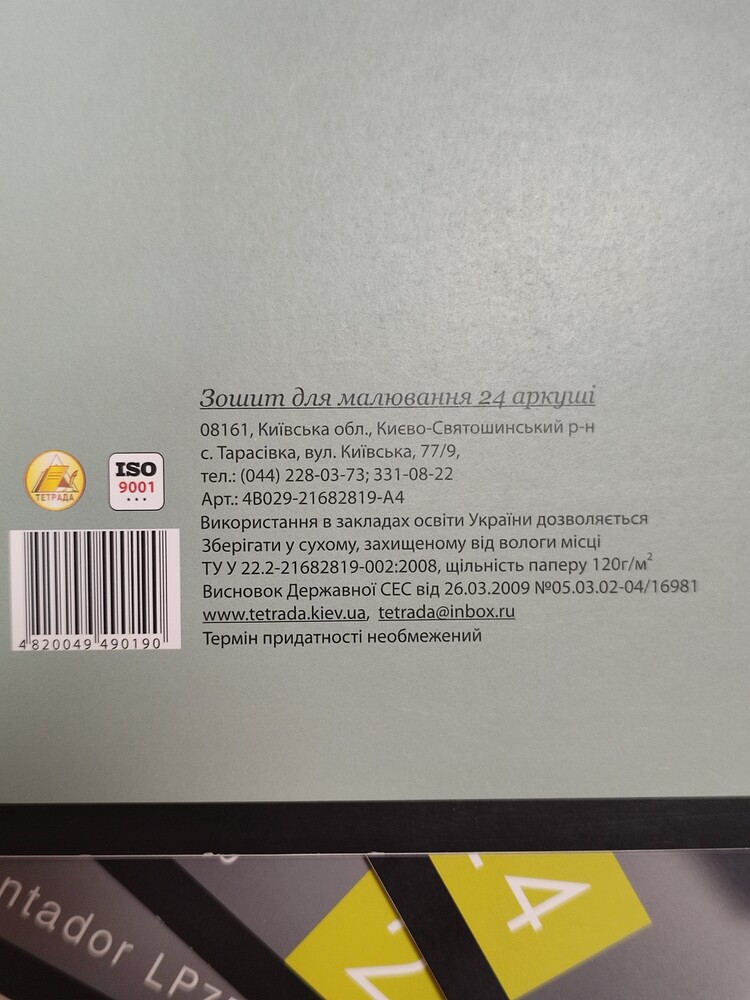 Зошит для малювання 24 аркуші
08161, Київська обл., Києво-Святошинський р-н
с. Тарасівка, вул. Київська, 77/9,
тел.: (044) 228-03-73; 331-08-22
Арт.: 4В029-21682819-А4
Використання в закладах освіти України дозволяється
Зберігати у сухому, захищеному від вологи місці
ТУ У 22.2-21682819-002:2008, щільність паперу 120г/м²
Висновок Державної СЕС від 26.03.2009 №05.03.02-04/16981
www.tetrada.kiev.ua, tetrada@inbox.ru
Термін придатності необмежений
ТЕТРАДА
ISO
9001
4 820049 490190
4
2